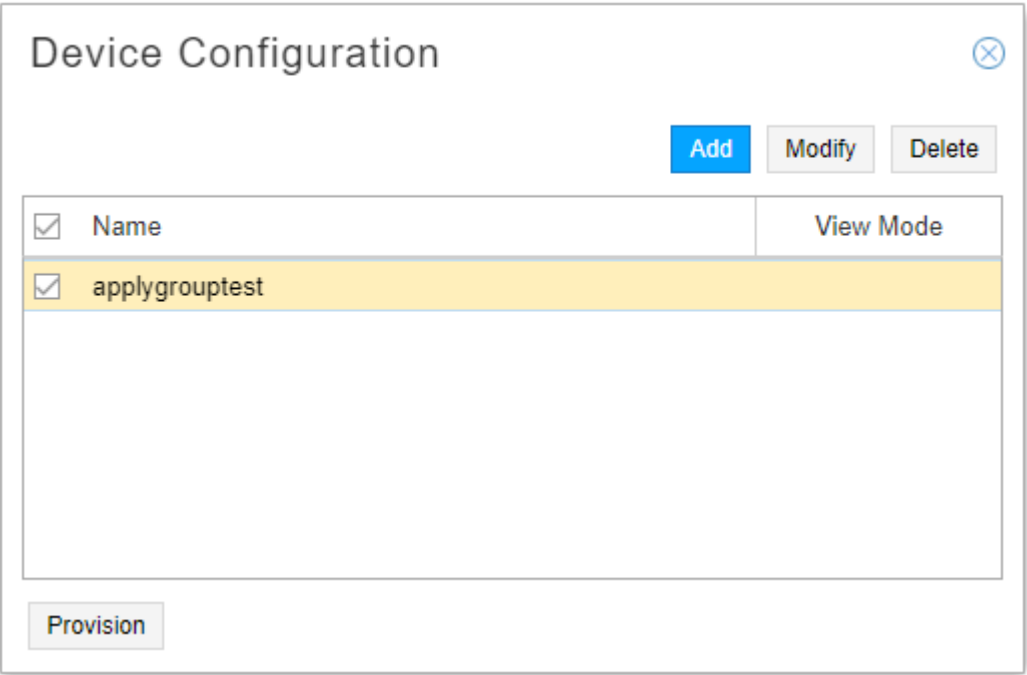 Device Configuration
Add Modify Delete
Name View Mode
applygrouptest
Provision